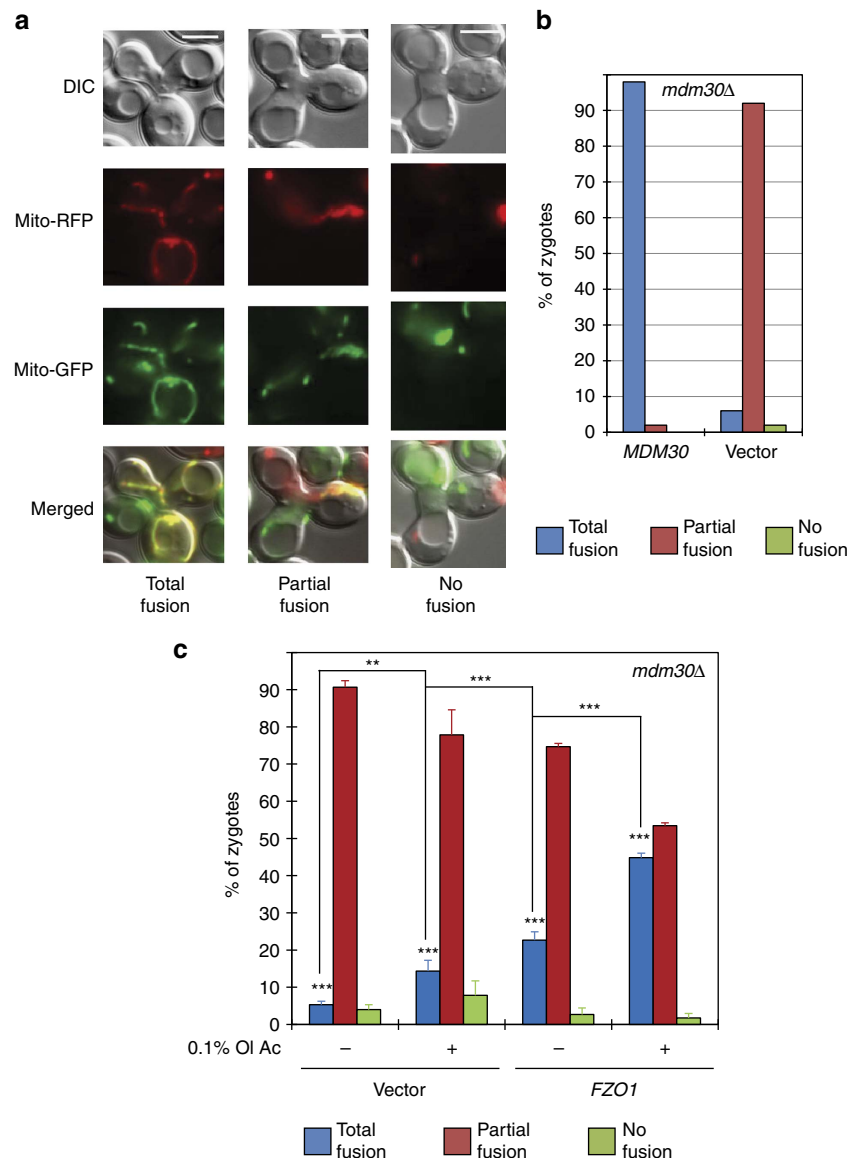 a
DIC
Mito-RFP
Mito-GFP
Merged
Total
fusion
Partial
fusion
No
fusion
b
mdm30Δ
% of zygotes
90
80
70
60
50
40
30
20
10
0
MDM30
Vector
Total
fusion
Partial
fusion
No
fusion
c
mdm30Δ
**
***
***
% of zygotes
90
80
70
60
50
40
30
20
10
0
***
***
***
***
0.1% Ol Ac
–
+
–
+
Vector
FZO1
Total
fusion
Partial
fusion
No
fusion